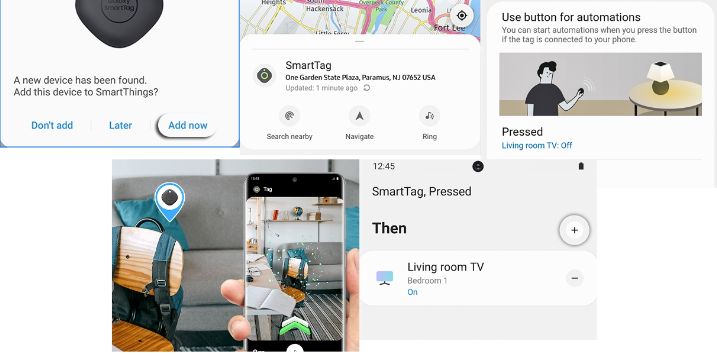 Galaxy
SmartTag
A new device has been found.
Add this device to SmartThings?
Don't add
Later
Add now
Heights
Hackensack
Overpeck County
Park
Leonia
Fort Lee
SmartTag
One Garden State Plaza, Paramus, NJ 07652 USA
Updated: 1 minute ago
Search nearby
Navigate
Ring
Use button for automations
You can start automations when you press the button
if the tag is connected to your phone.
Pressed
Living room TV: Off
Tag
12:45
SmartTag, Pressed
Then
+
Living room TV
Bedroom 1
On